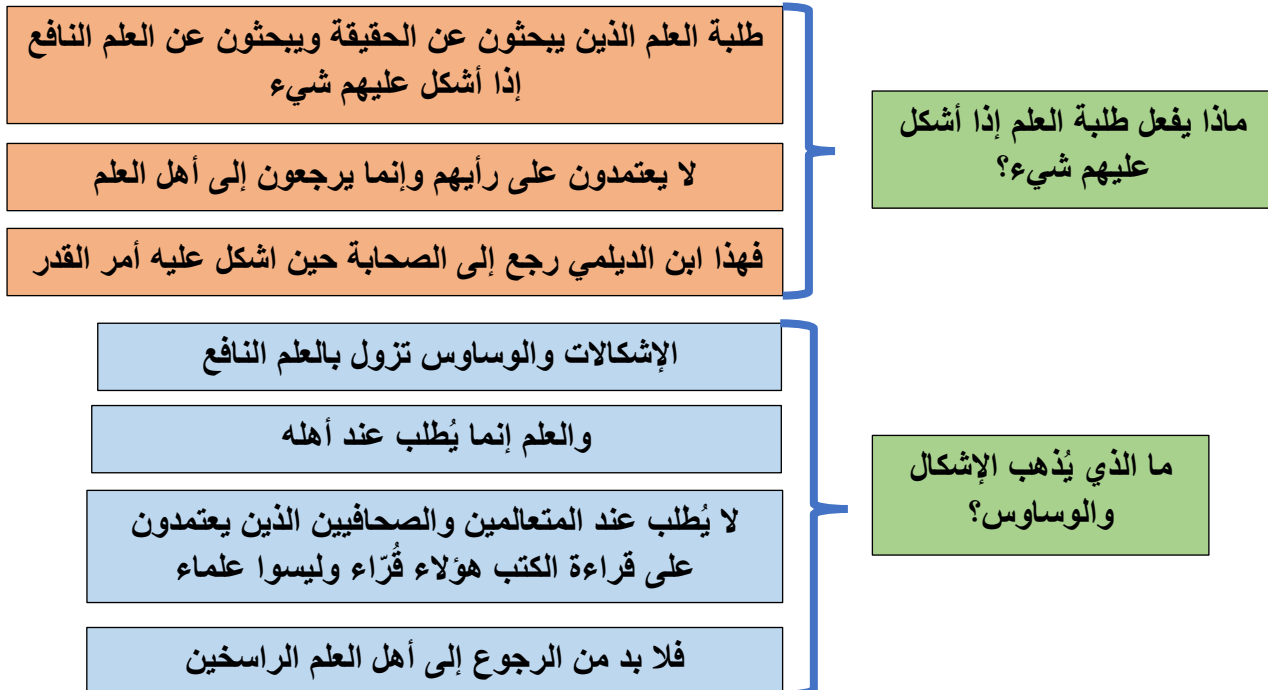 ماذا يفعل طلبة العلم إذا أشكل
عليهم شيء؟
طلبة العلم الذين يبحثون عن الحقيقة ويبحثون عن العلم النافع
إذا أشكل عليهم شيء
لا يعتمدون على رأيهم وإنما يرجعون إلى أهل العلم
فهذا ابن الديلمي رجع إلى الصحابة حين اشكل عليه أمر القدر
ما الذي يُذهب الإشكال
والوساوس؟
الإشكالات والوساوس تزول بالعلم النافع
والعلم إنما يُطلب عند أهله
لا يُطلب عند المتعالمين والصحافيين الذين يعتمدون
على قراءة الكتب هؤلاء قُرّاء وليسوا علماء
فلا بد من الرجوع إلى أهل العلم الراسخين